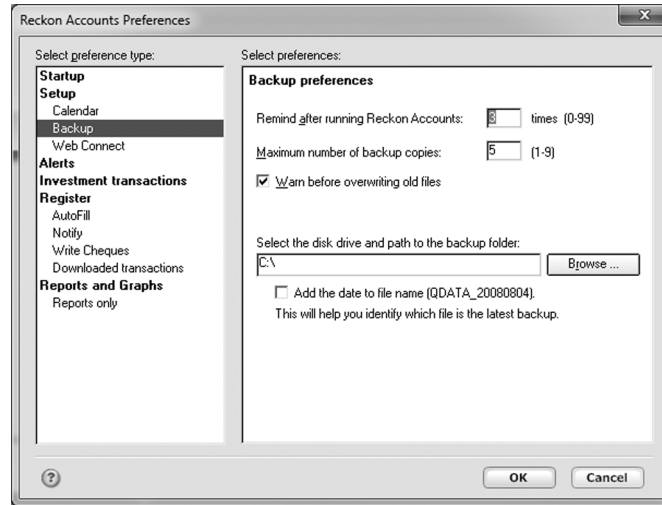 Reckon Accounts Preferences
X
Select preference type:
Startup
Setup
Calendar
Backup
Web Connect
Alerts
Investment transactions
Register
AutoFill
Notify
Write Cheques
Downloaded transactions
Reports and Graphs
Reports only
Select preferences:
Backup preferences
Remind after running Reckon Accounts: 3 times (0-99)
Maximum number of backup copies: 5 (1-9)
Warn before overwriting old files
Select the disk drive and path to the backup folder:
C:\ Browse ...
Add the date to file name (QDATA_20080804).
This will help you identify which file is the latest backup.
? OK Cancel